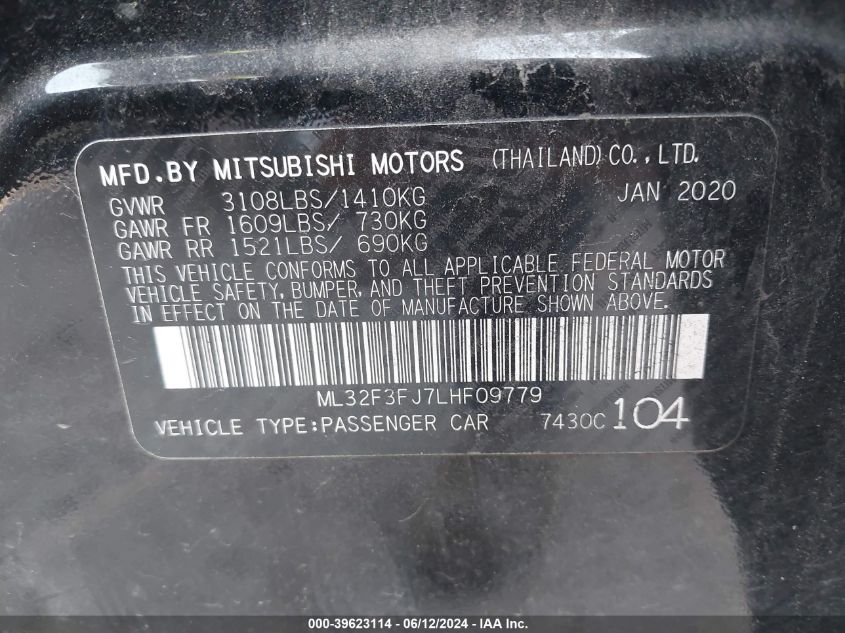 MFD.BY MITSUBISHI MOTORS (THAILAND)CO.,LTD.
GVWR 3108LBS/1410KG JAN 2020
GAWR FR 1609LBS/ 730KG
GAWR RR 1521LBS/ 690KG
THIS VEHICLE CONFORMS TO ALL APPLICABLE FEDERAL MOTOR
VEHICLE SAFETY, BUMPER, AND THEFT PREVENTION STANDARDS
IN EFFECT ON THE DATE OF MANUFACTURE SHOWN ABOVE.
ML32F3FJ7LHF09779
VEHICLE TYPE:PASSENGER CAR 7430C 104
000-39623114 - 06/12/2024 - IAA Inc.